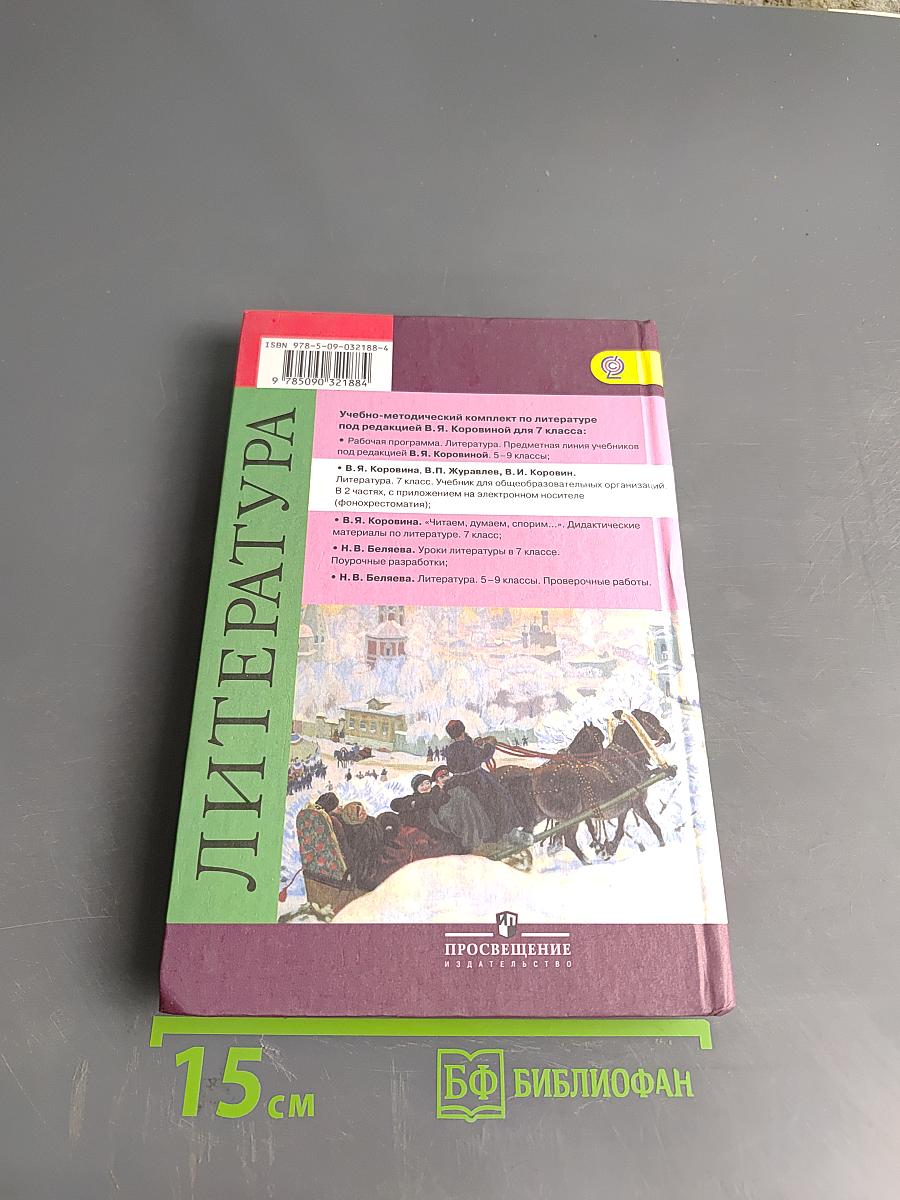 ISBN 978-5-09-032188-4
9 785090 321884
Учебно-методический комплект по литературе
под редакцией В.Я. Коровиной для 7 класса:
• Рабочая программа. Литература. Предметная линия учебников
под редакцией В.Я. Коровиной. 5–9 классы;
• В.Я. Коровина, В.П. Журавлев, В.И. Коровин.
Литература. 7 класс. Учебник для общеобразовательных организаций.
В 2 частях, с приложением на электронном носителе
(фонохрестоматия);
• В.Я. Коровина. «Читаем, думаем, спорим...». Дидактические
материалы по литературе. 7 класс;
• Н.В. Беляева. Уроки литературы в 7 классе.
Поурочные разработки;
• Н.В. Беляева. Литература. 5–9 классы. Проверочные работы.
ЛИТЕРАТУРА
ПРОСВЕЩЕНИЕ
ИЗДАТЕЛЬСТВО
15 см
БФ БИБЛИОФАН